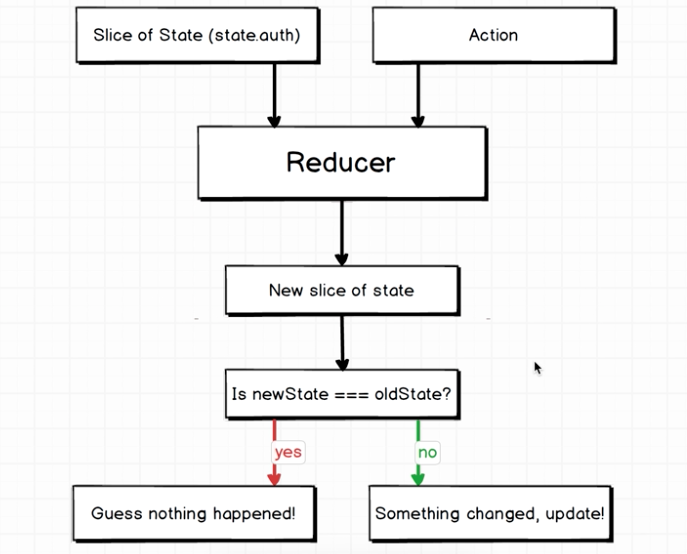 Slice of State (state.auth)
Action
Reducer
New slice of state
Is newState === oldState?
yes
no
Guess nothing happened!
Something changed, update!